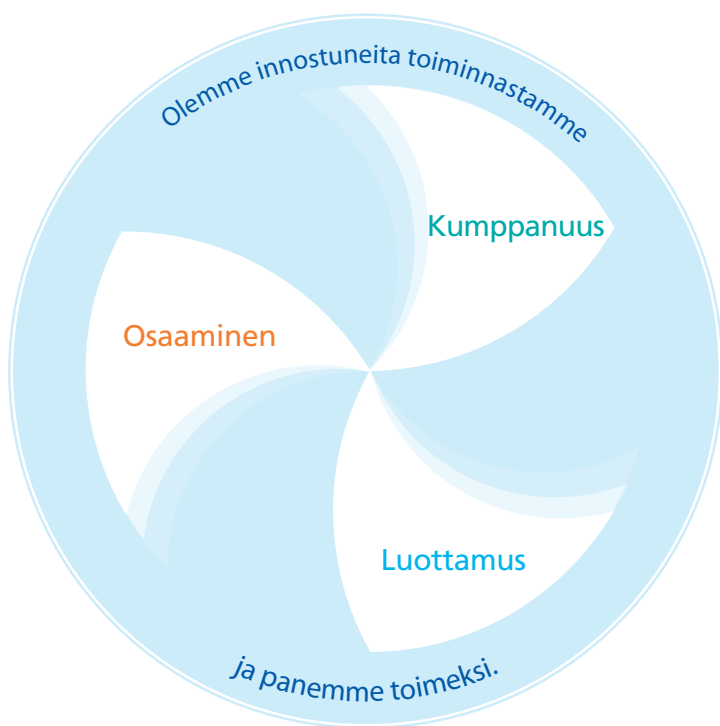 Olemme innostuneita toiminnastamme
Kumppanuus
Osaaminen
Luottamus
ja panemme toimeksi.